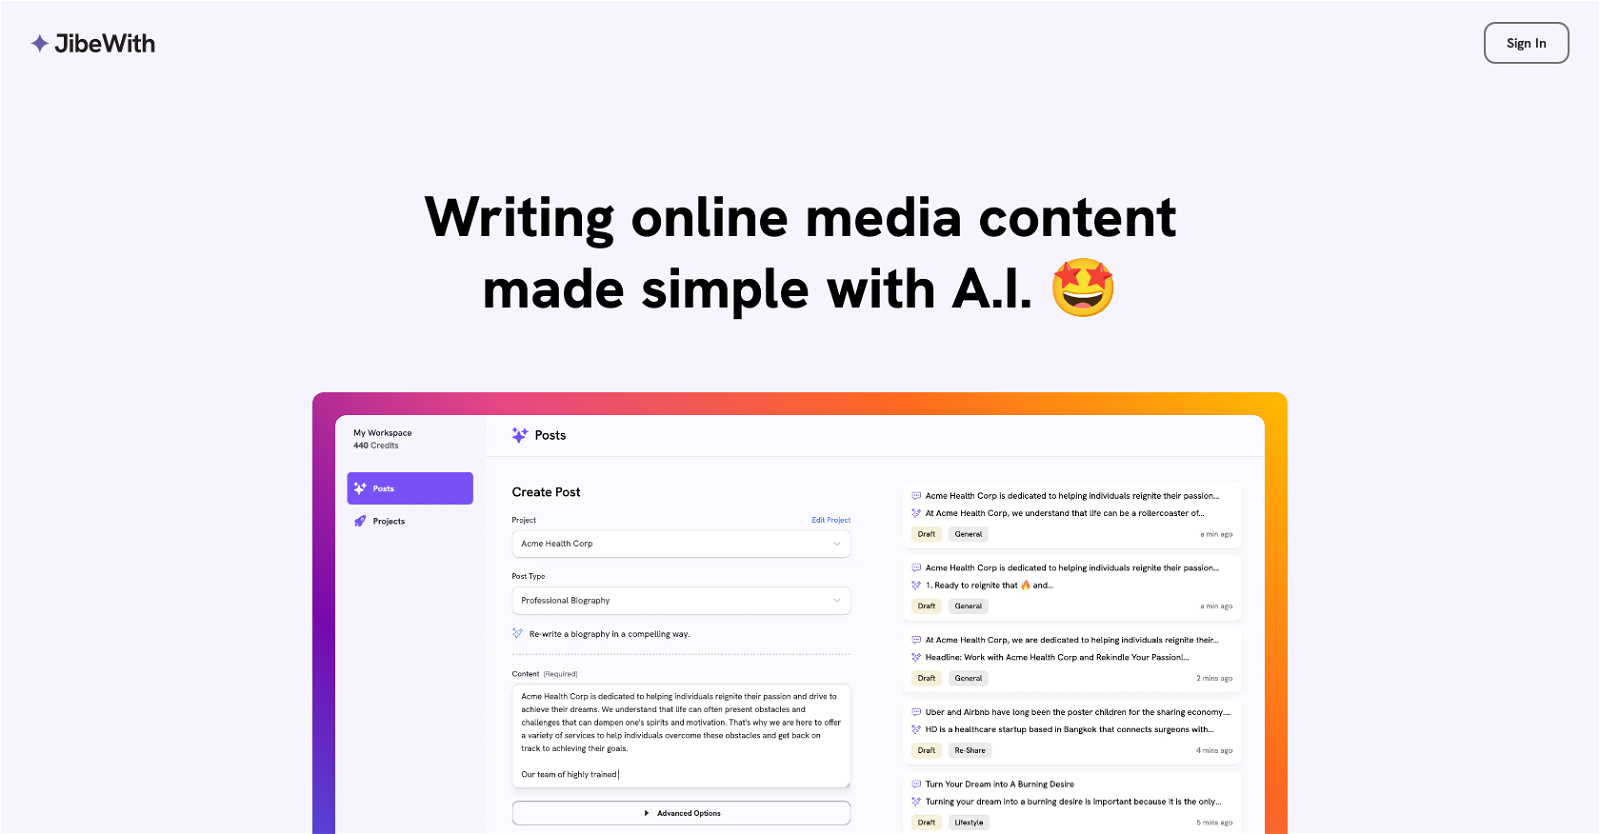 JibeWith
Sign In
Writing online media content
made simple with A.I.
My Workspace
440 Credits
Posts
Projects
Posts
Create Post
Project
Edit Project
Acme Health Corp
Post Type
Professional Biography
Re-write a biography in a compelling way.
Content (Required)
Acme Health Corp is dedicated to helping individuals reignite their passion and drive to
achieve their dreams. We understand that life can often present obstacles and
challenges that can dampen one's spirits and motivation. That's why we are here to offer
a variety of services to help individuals overcome these obstacles and get back on
track to achieving their goals.
Our team of highly trained
Advanced Options
Acme Health Corp is dedicated to helping individuals reignite their passion...
At Acme Health Corp, we understand that life can be a rollercoaster of...
Draft
General
a min ago
Acme Health Corp is dedicated to helping individuals reignite their passion...
1. Ready to reignite that 🔥 and...
Draft
General
a min ago
At Acme Health Corp, we are dedicated to helping individuals reignite their...
Headline: Work with Acme Health Corp and Rekindle Your Passion!...
Draft
General
2 mins ago
Uber and Airbnb have long been the poster children for the sharing economy....
HD is a healthcare startup based in Bangkok that connects surgeons with...
Draft
Re-Share
4 mins ago
Turn Your Dream into A Burning Desire
Turning your dream into a burning desire is important because it is the only...
Draft
Lifestyle
5 mins ago